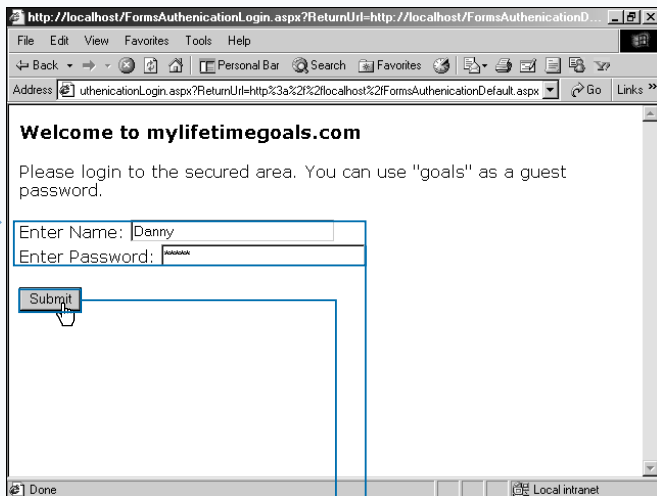 http://localhost/FormsAuthenicationLogin.aspx?ReturnUrl=http://localhost/FormsAuthenicationD...
File Edit View Favorites Tools Help
Back Personal Bar Search Favorites
Address uthenicationLogin.aspx?ReturnUrl=http%3a%2f%2flocalhost%2fFormsAuthenicationDefault.aspx Go Links »
Welcome to mylifetimegoals.com
Please login to the secured area. You can use "goals" as a guest
password.
Enter Name: Danny
Enter Password: *****
Submit
Done Local intranet